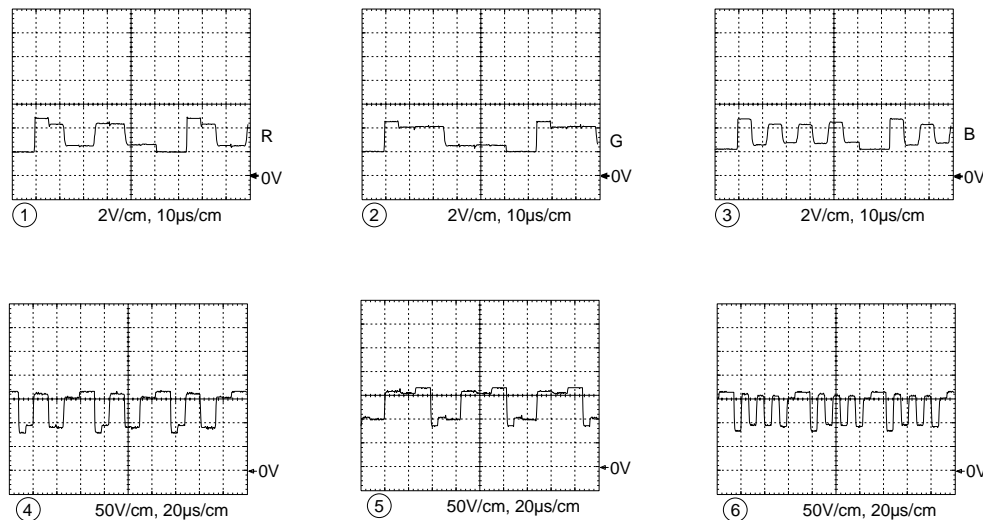 R
0V
① 2V/cm, 10µs/cm
G
0V
② 2V/cm, 10µs/cm
B
0V
③ 2V/cm, 10µs/cm
0V
④ 50V/cm, 20µs/cm
0V
⑤ 50V/cm, 20µs/cm
0V
⑥ 50V/cm, 20µs/cm